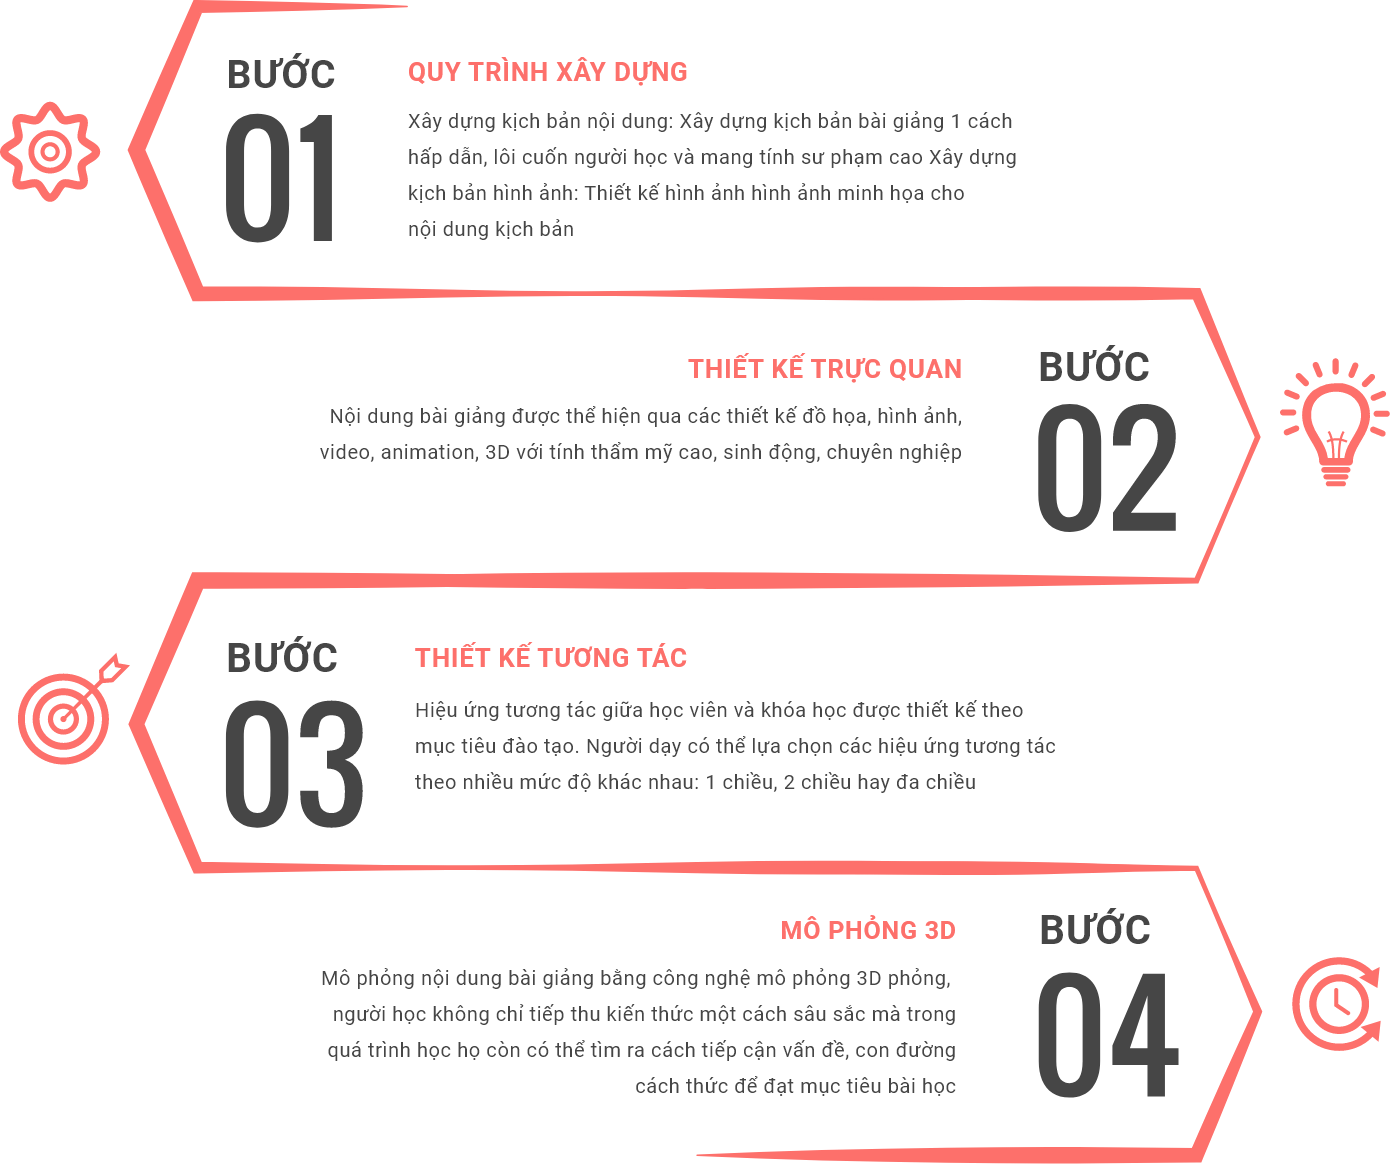 BƯỚC
01
QUY TRÌNH XÂY DỰNG
Xây dựng kịch bản nội dung: Xây dựng kịch bản bài giảng 1 cách
hấp dẫn, lôi cuốn người học và mang tính sư phạm cao Xây dựng
kịch bản hình ảnh: Thiết kế hình ảnh hình ảnh minh họa cho
nội dung kịch bản
THIẾT KẾ TRỰC QUAN
Nội dung bài giảng được thể hiện qua các thiết kế đồ họa, hình ảnh,
video, animation, 3D với tính thẩm mỹ cao, sinh động, chuyên nghiệp
BƯỚC
02
BƯỚC
03
THIẾT KẾ TƯƠNG TÁC
Hiệu ứng tương tác giữa học viên và khóa học được thiết kế theo
mục tiêu đào tạo. Người dạy có thể lựa chọn các hiệu ứng tương tác
theo nhiều mức độ khác nhau: 1 chiều, 2 chiều hay đa chiều
MÔ PHỎNG 3D
Mô phỏng nội dung bài giảng bằng công nghệ mô phỏng 3D phỏng,
người học không chỉ tiếp thu kiến thức một cách sâu sắc mà trong
quá trình học họ còn có thể tìm ra cách tiếp cận vấn đề, con đường
cách thức để đạt mục tiêu bài học
BƯỚC
04